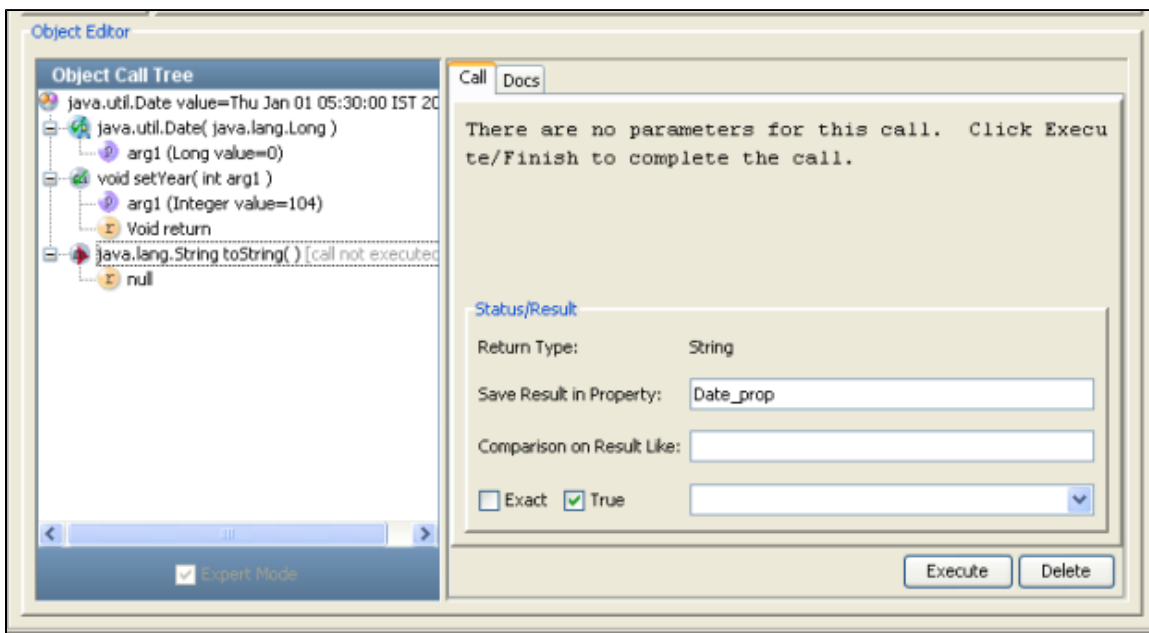 Object Editor
Object Call Tree
java.util.Date value=Thu Jan 01 05:30:00 IST 20
java.util.Date( java.lang.Long )
arg1 (Long value=0)
void setYear( int arg1 )
arg1 (Integer value=104)
Void return
java.lang.String toString( ) [call not executed
null
Expert Mode
Call Docs
There are no parameters for this call.  Click Execu
te/Finish to complete the call.
Status/Result
Return Type: String
Save Result in Property: Date_prop
Comparison on Result Like:
Exact True
Execute Delete